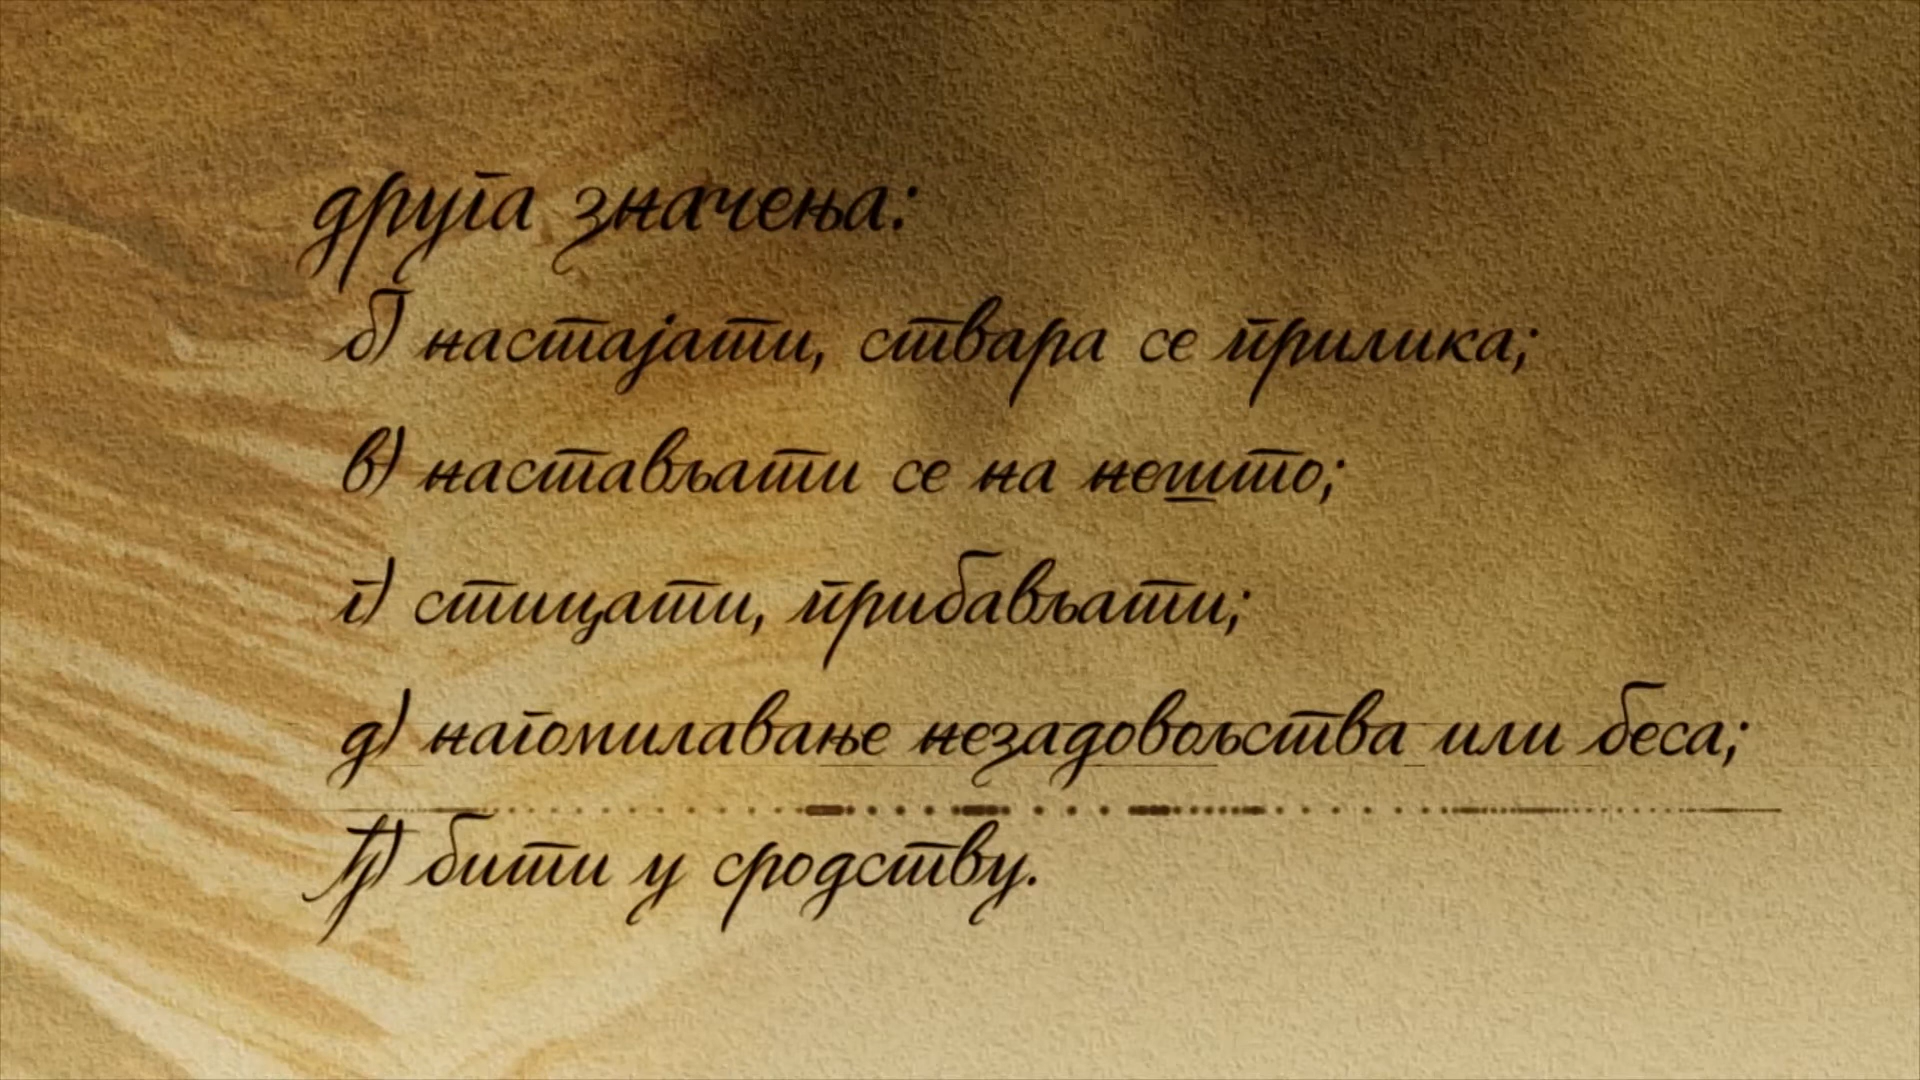 друга значења:
б) настајати, ствара се прилика;
в) настављати се на нешто;
г) стицати, прибављати;
д) нагомилавање незадовољства или беса;
ђ) бити у сродству.